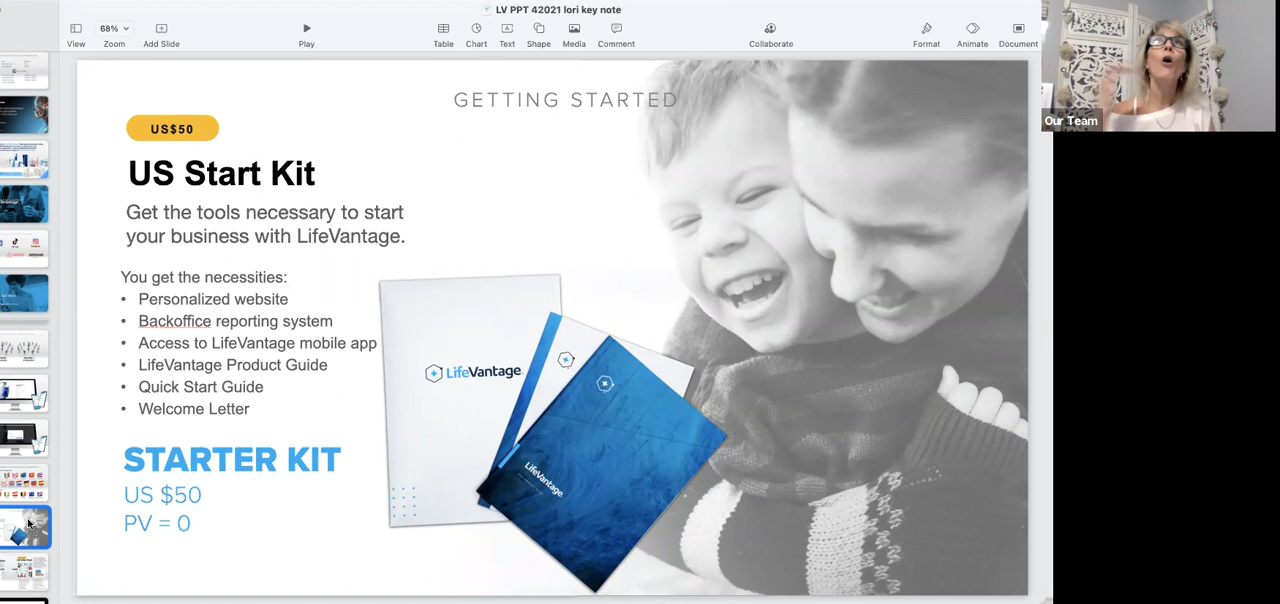 LV PPT 42021 lori key note
68%
View
Zoom
Add Slide
Play
Table
Chart
Text
Shape
Media
Comment
Collaborate
Format
Animate
Document
Our Team
GETTING STARTED
US$50
US Start Kit
Get the tools necessary to start
your business with LifeVantage.
You get the necessities:
• Personalized website
• Backoffice reporting system
• Access to LifeVantage mobile app
• LifeVantage Product Guide
• Quick Start Guide
• Welcome Letter
STARTER KIT
US $50
PV = 0
LifeVantage
LifeVantage